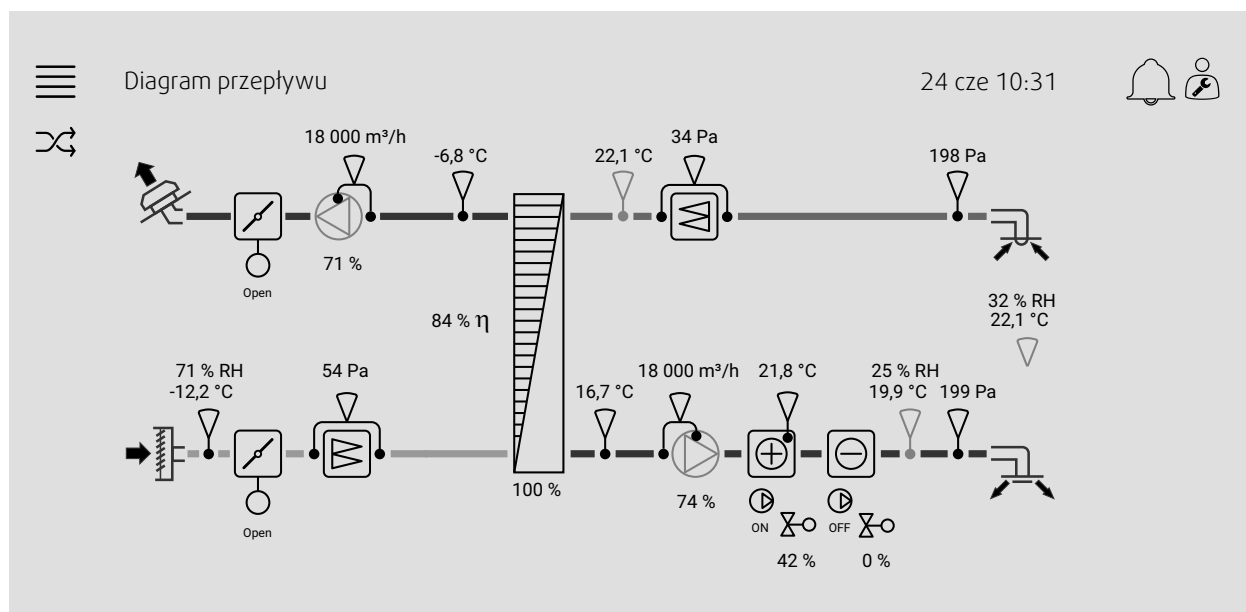 Diagram przepływu
24 cze 10:31
18 000 m³/h
-6,8 °C
22,1 °C
34 Pa
198 Pa
71 %
Open
84 % η
32 % RH
22,1 °C
71 % RH
-12,2 °C
54 Pa
16,7 °C
18 000 m³/h
21,8 °C
25 % RH
19,9 °C
199 Pa
100 %
74 %
Open
ON
OFF
42 %
0 %